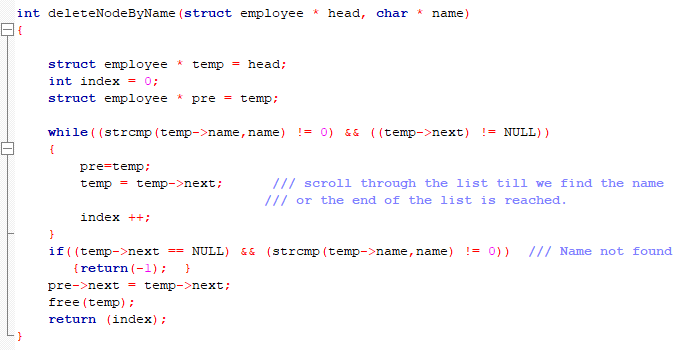 int deleteNodeByName(struct employee * head, char * name)
{
struct employee * temp = head;
int index = 0;
struct employee * pre = temp;
while((strcmp(temp->name,name) != 0) && ((temp->next) != NULL))
{
pre=temp;
temp = temp->next; /// scroll through the list till we find the name
/// or the end of the list is reached.
index ++;
}
if((temp->next == NULL) && (strcmp(temp->name,name) != 0)) /// Name not found
{return(-1); }
pre->next = temp->next;
free(temp);
return (index);
}